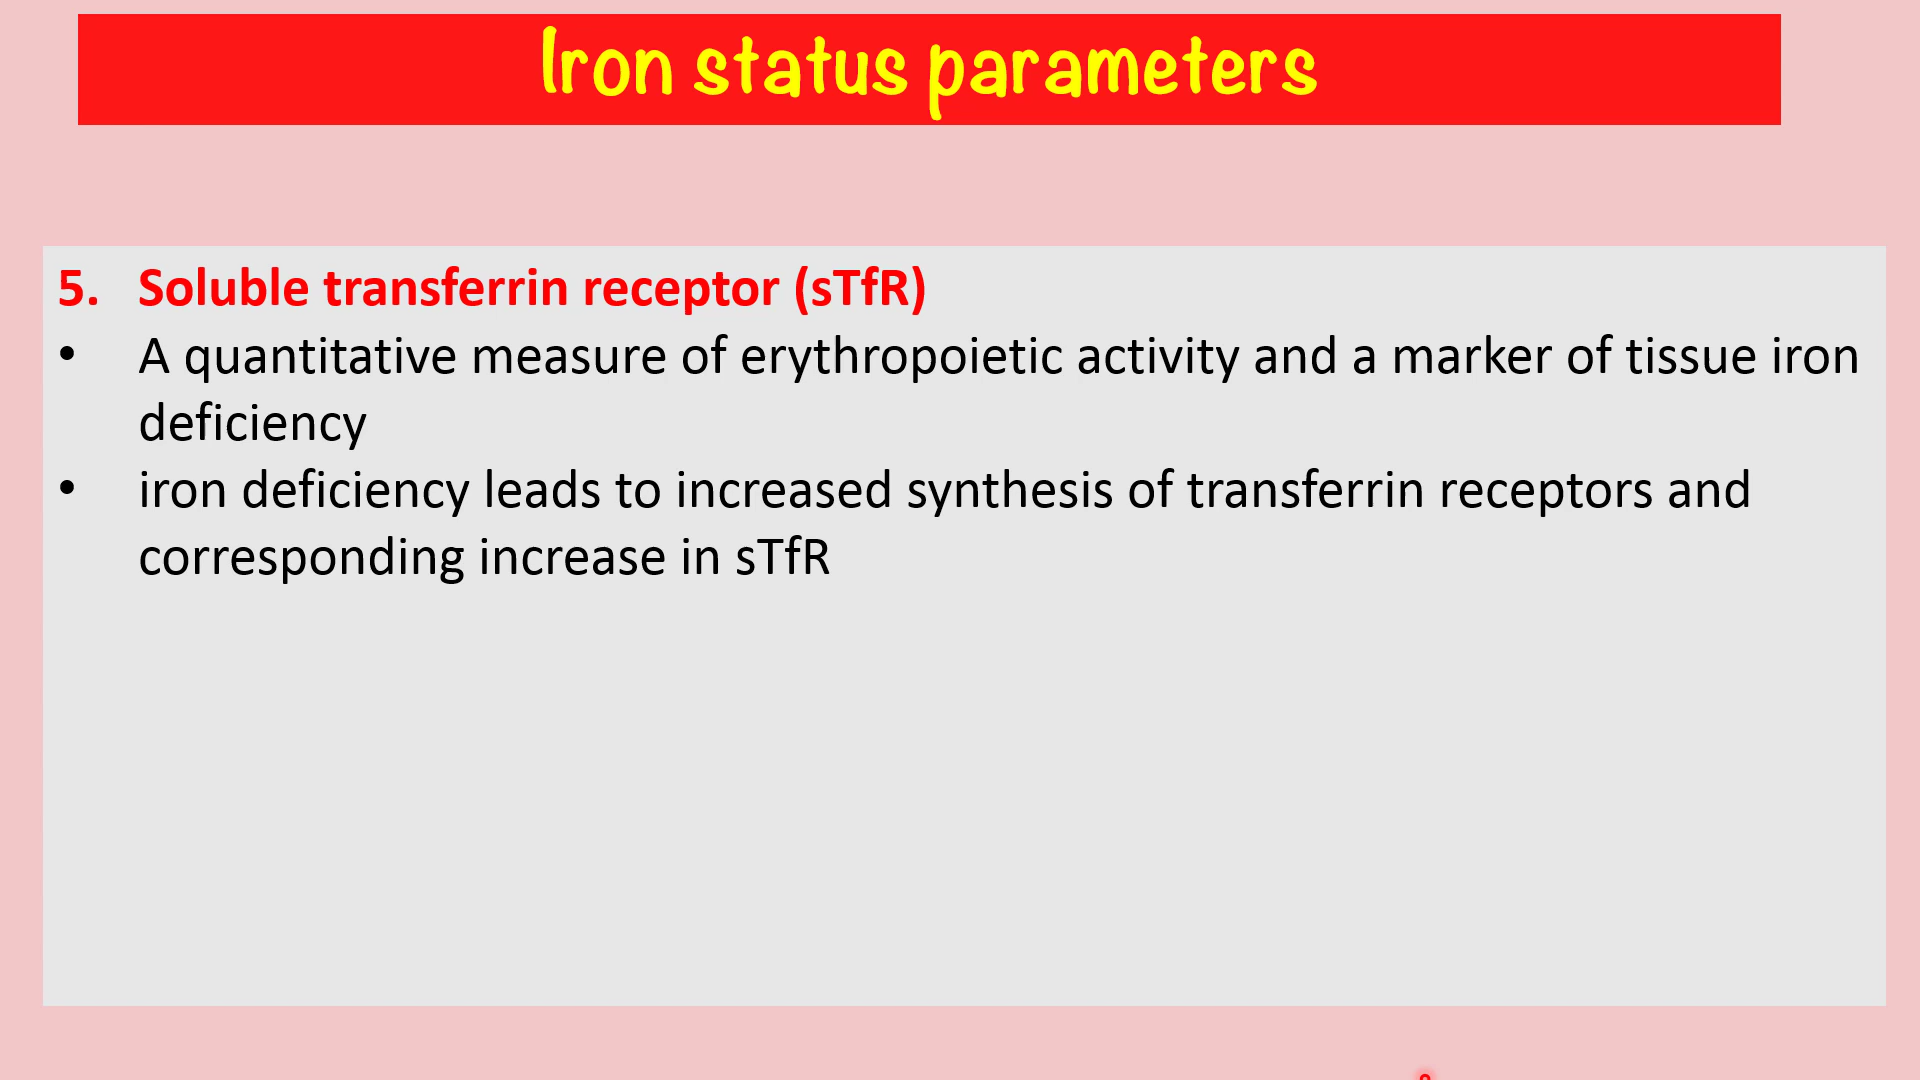 Iron status parameters
5. Soluble transferrin receptor (sTfR)
• A quantitative measure of erythropoietic activity and a marker of tissue iron
deficiency
• iron deficiency leads to increased synthesis of transferrin receptors and
corresponding increase in sTfR